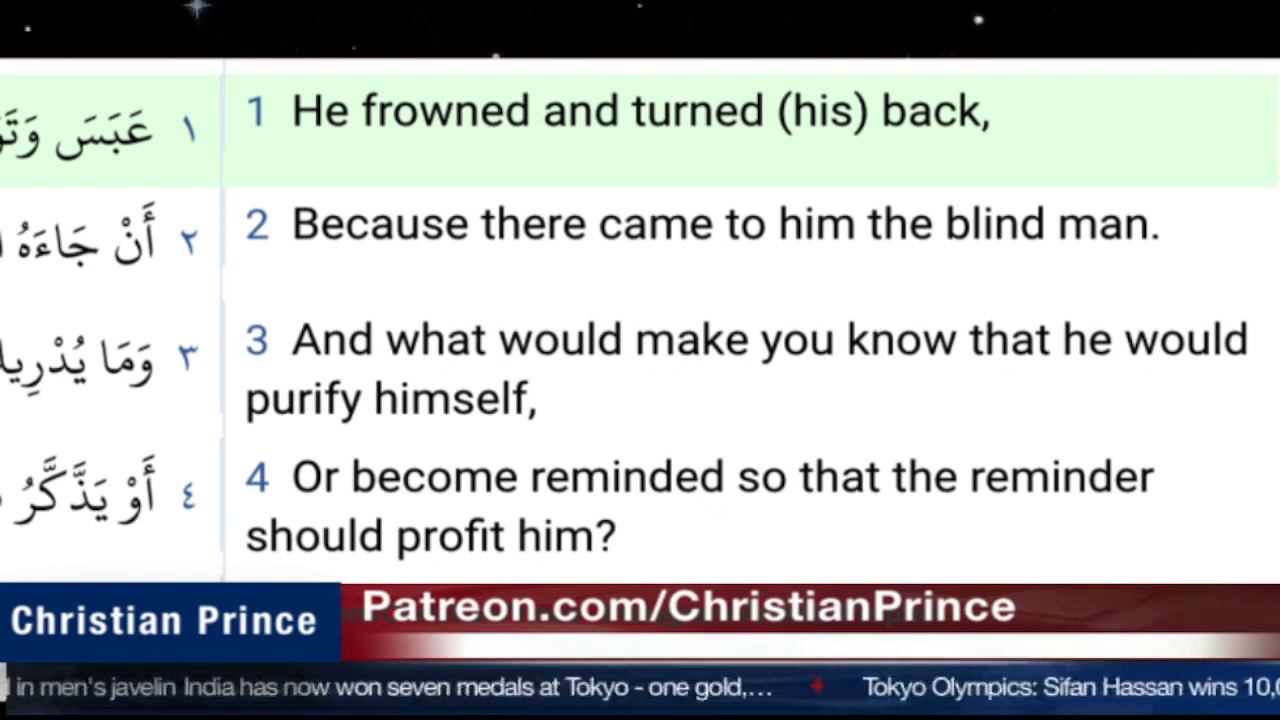 عَبَسَ ١
1 He frowned and turned (his) back,
أَنْ جَاءَهُ ٢
2 Because there came to him the blind man.
وَمَا ٣
3 And what would make you know that he would
purify himself,
أَوْ يَذَّكَّرُ ٤
4 Or become reminded so that the reminder
should profit him?
Christian Prince
Patreon.com/ChristianPrince
in men's javelin India has now won seven medals at Tokyo - one gold,... Tokyo Olympics: Sifan Hassan wins